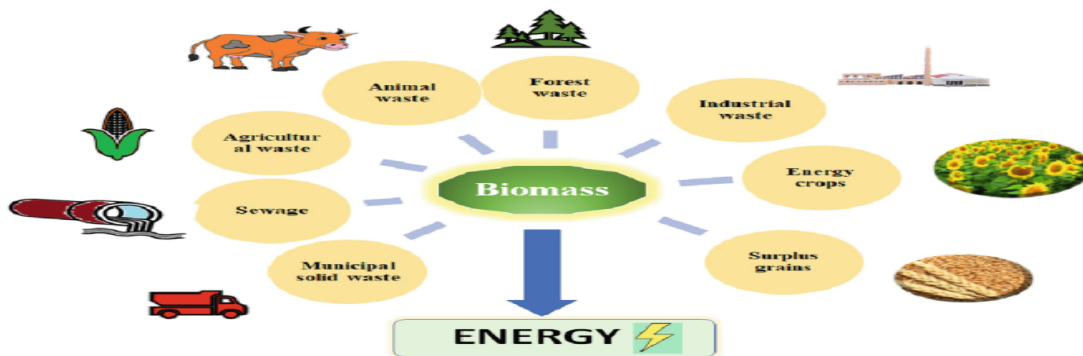 Animal
waste
Forest
waste
Industrial
waste
Agricultur
al waste
Biomass
Energy
crops
Sewage
Municipal
solid waste
Surplus
grains
ENERGY